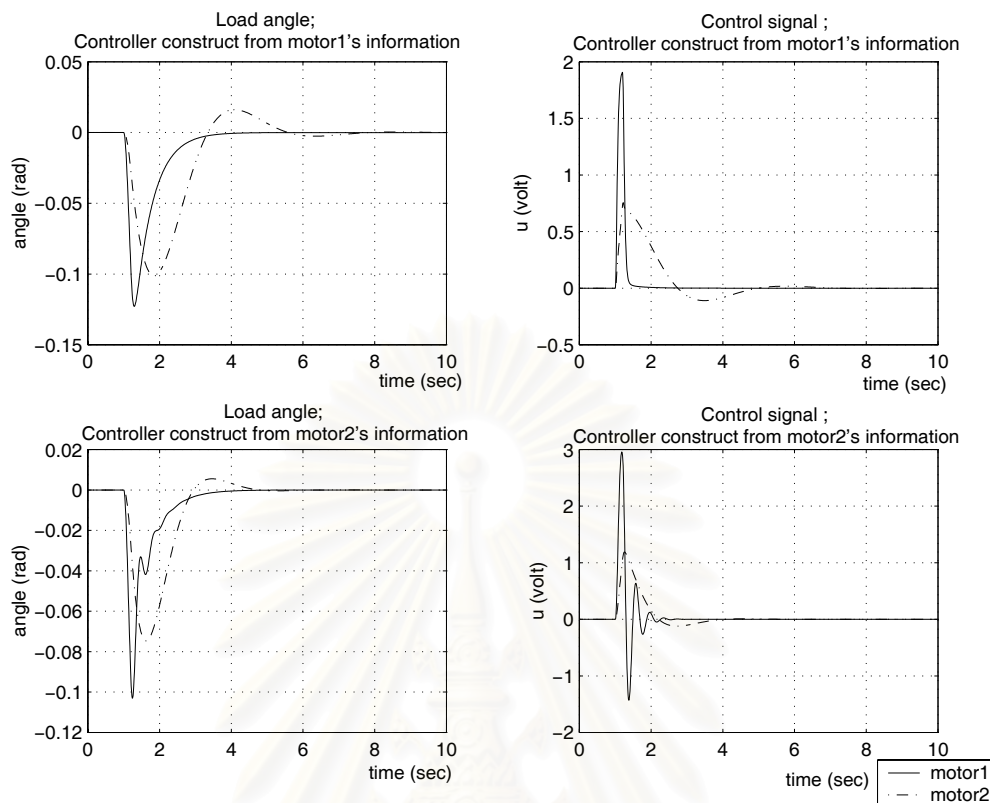 Load angle;
Controller construct from motor1's information
0.05
0
−0.05
−0.1
−0.15
angle (rad)
0 2 4 6 8 10
time (sec)
Control signal ;
Controller construct from motor1's information
2
1.5
1
0.5
0
−0.5
u (volt)
0 2 4 6 8 10
time (sec)
Load angle;
Controller construct from motor2's information
0.02
0
−0.02
−0.04
−0.06
−0.08
−0.1
−0.12
angle (rad)
0 2 4 6 8 10
time (sec)
Control signal ;
Controller construct from motor2's information
3
2
1
0
−1
−2
u (volt)
0 2 4 6 8 10
time (sec)
motor1
motor2